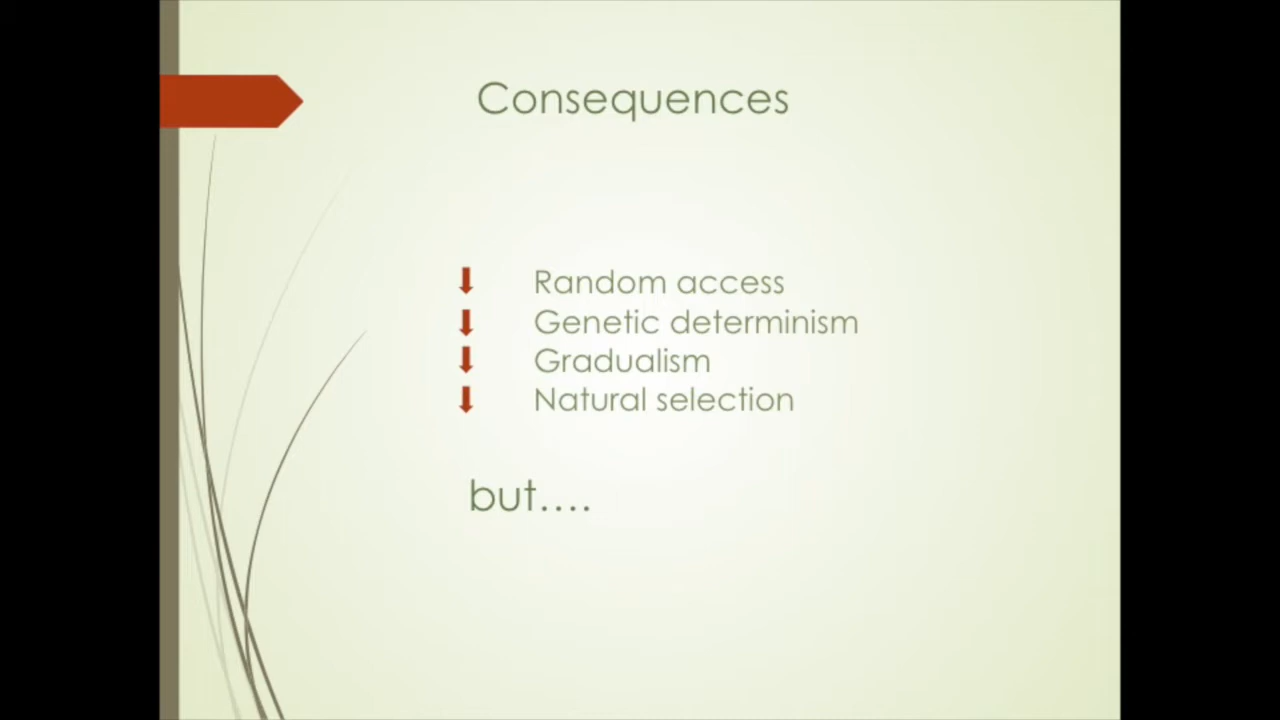 Consequences
Random access
Genetic determinism
Gradualism
Natural selection
but....